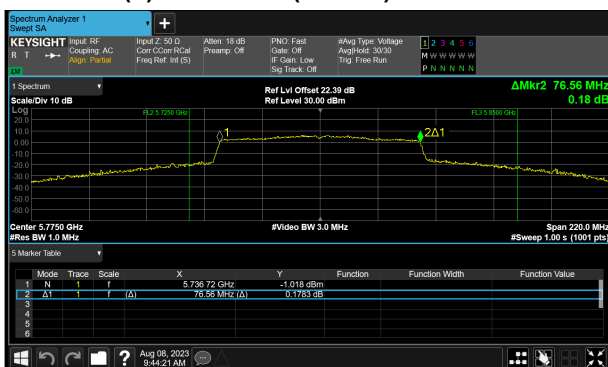 Spectrum Analyzer 1
Swept SA
KEYSIGHT Input: RF Input Z: 50 Ω Atten: 18 dB PNO: Fast #Avg Type: Voltage 1 2 3 4 5 6
R T Coupling: AC Corr CCorr RCal Preamp: Off Gate: Off Avg|Hold: 30/30 M W W W W W
Align: Partial Freq Ref: Int (S) IF Gain: Low Trig: Free Run
Sig Track: Off P N N N N N
1 Spectrum Ref Lvl Offset 22.39 dB ΔMkr2 76.56 MHz
Scale/Div 10 dB Ref Level 30.00 dBm 0.18 dB
Log FL2 5.7250 GHz FL3 5.8500 GHz
20.0
10.0 1 2Δ1
0.00
-10.0
-20.0
-30.0
-40.0
-50.0
-60.0
Center 5.7750 GHz #Video BW 3.0 MHz Span 220.0 MHz
#Res BW 1.0 MHz #Sweep 1.00 s (1001 pts)
5 Marker Table
Mode Trace Scale X Y Function Function Width Function Value
1 N 1 f 5.736 72 GHz -1.018 dBm
2 Δ1 1 f (Δ) 76.56 MHz (Δ) 0.1783 dB
3
4
5
6
? Aug 08, 2023
9:44:21 AM